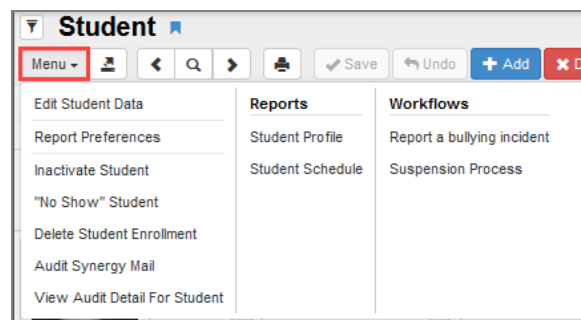 Student
Menu Save Undo Add
Edit Student Data
Report Preferences
Inactivate Student
"No Show" Student
Delete Student Enrollment
Audit Synergy Mail
View Audit Detail For Student
Reports
Student Profile
Student Schedule
Workflows
Report a bullying incident
Suspension Process